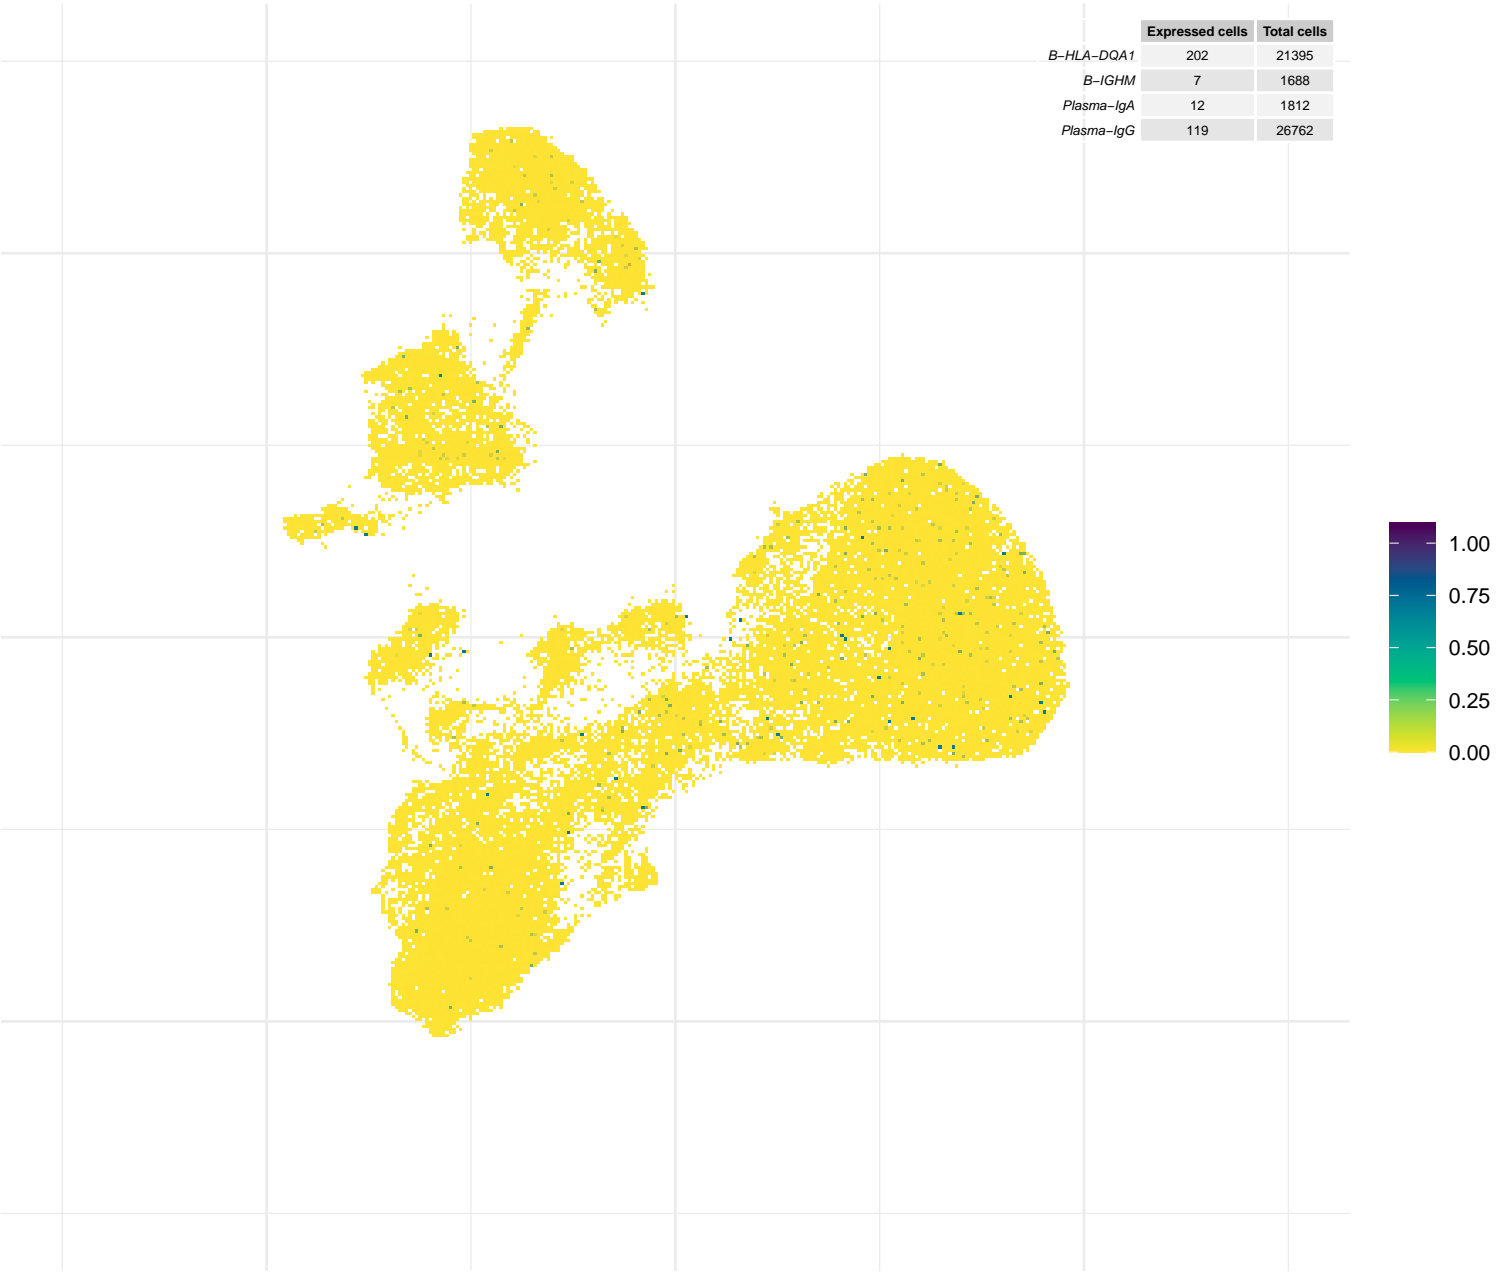 Expressed cells Total cells
B−HLA−DQA1 202 21395
B−IGHM 7 1688
Plasma−IgA 12 1812
Plasma−IgG 119 26762
1.00
0.75
0.50
0.25
0.00